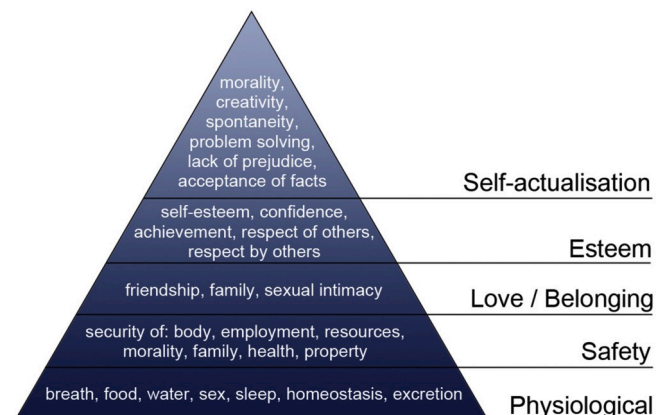 morality,
creativity,
spontaneity,
problem solving,
lack of prejudice,
acceptance of facts
Self-actualisation
self-esteem, confidence,
achievement, respect of others,
respect by others
Esteem
friendship, family, sexual intimacy
Love / Belonging
security of: body, employment, resources,
morality, family, health, property
Safety
breath, food, water, sex, sleep, homeostasis, excretion
Physiological